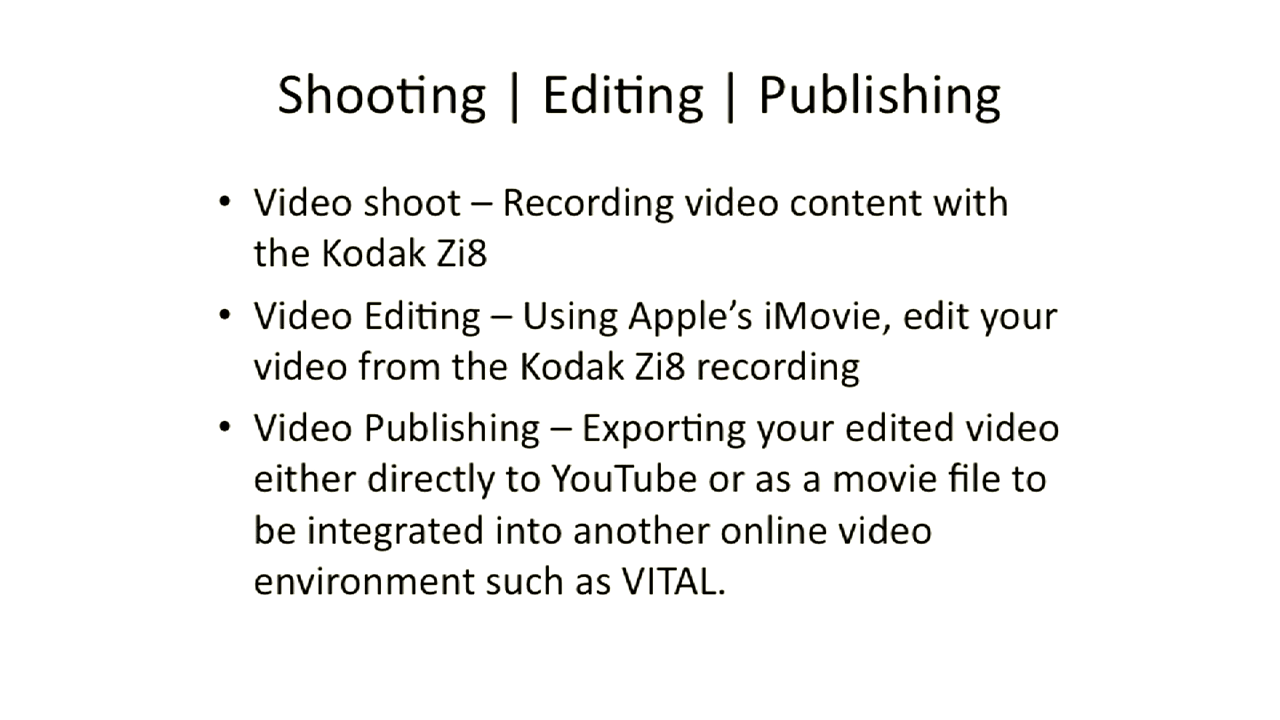 Shooting | Editing | Publishing
• Video shoot – Recording video content with
the Kodak Zi8
• Video Editing – Using Apple’s iMovie, edit your
video from the Kodak Zi8 recording
• Video Publishing – Exporting your edited video
either directly to YouTube or as a movie file to
be integrated into another online video
environment such as VITAL.